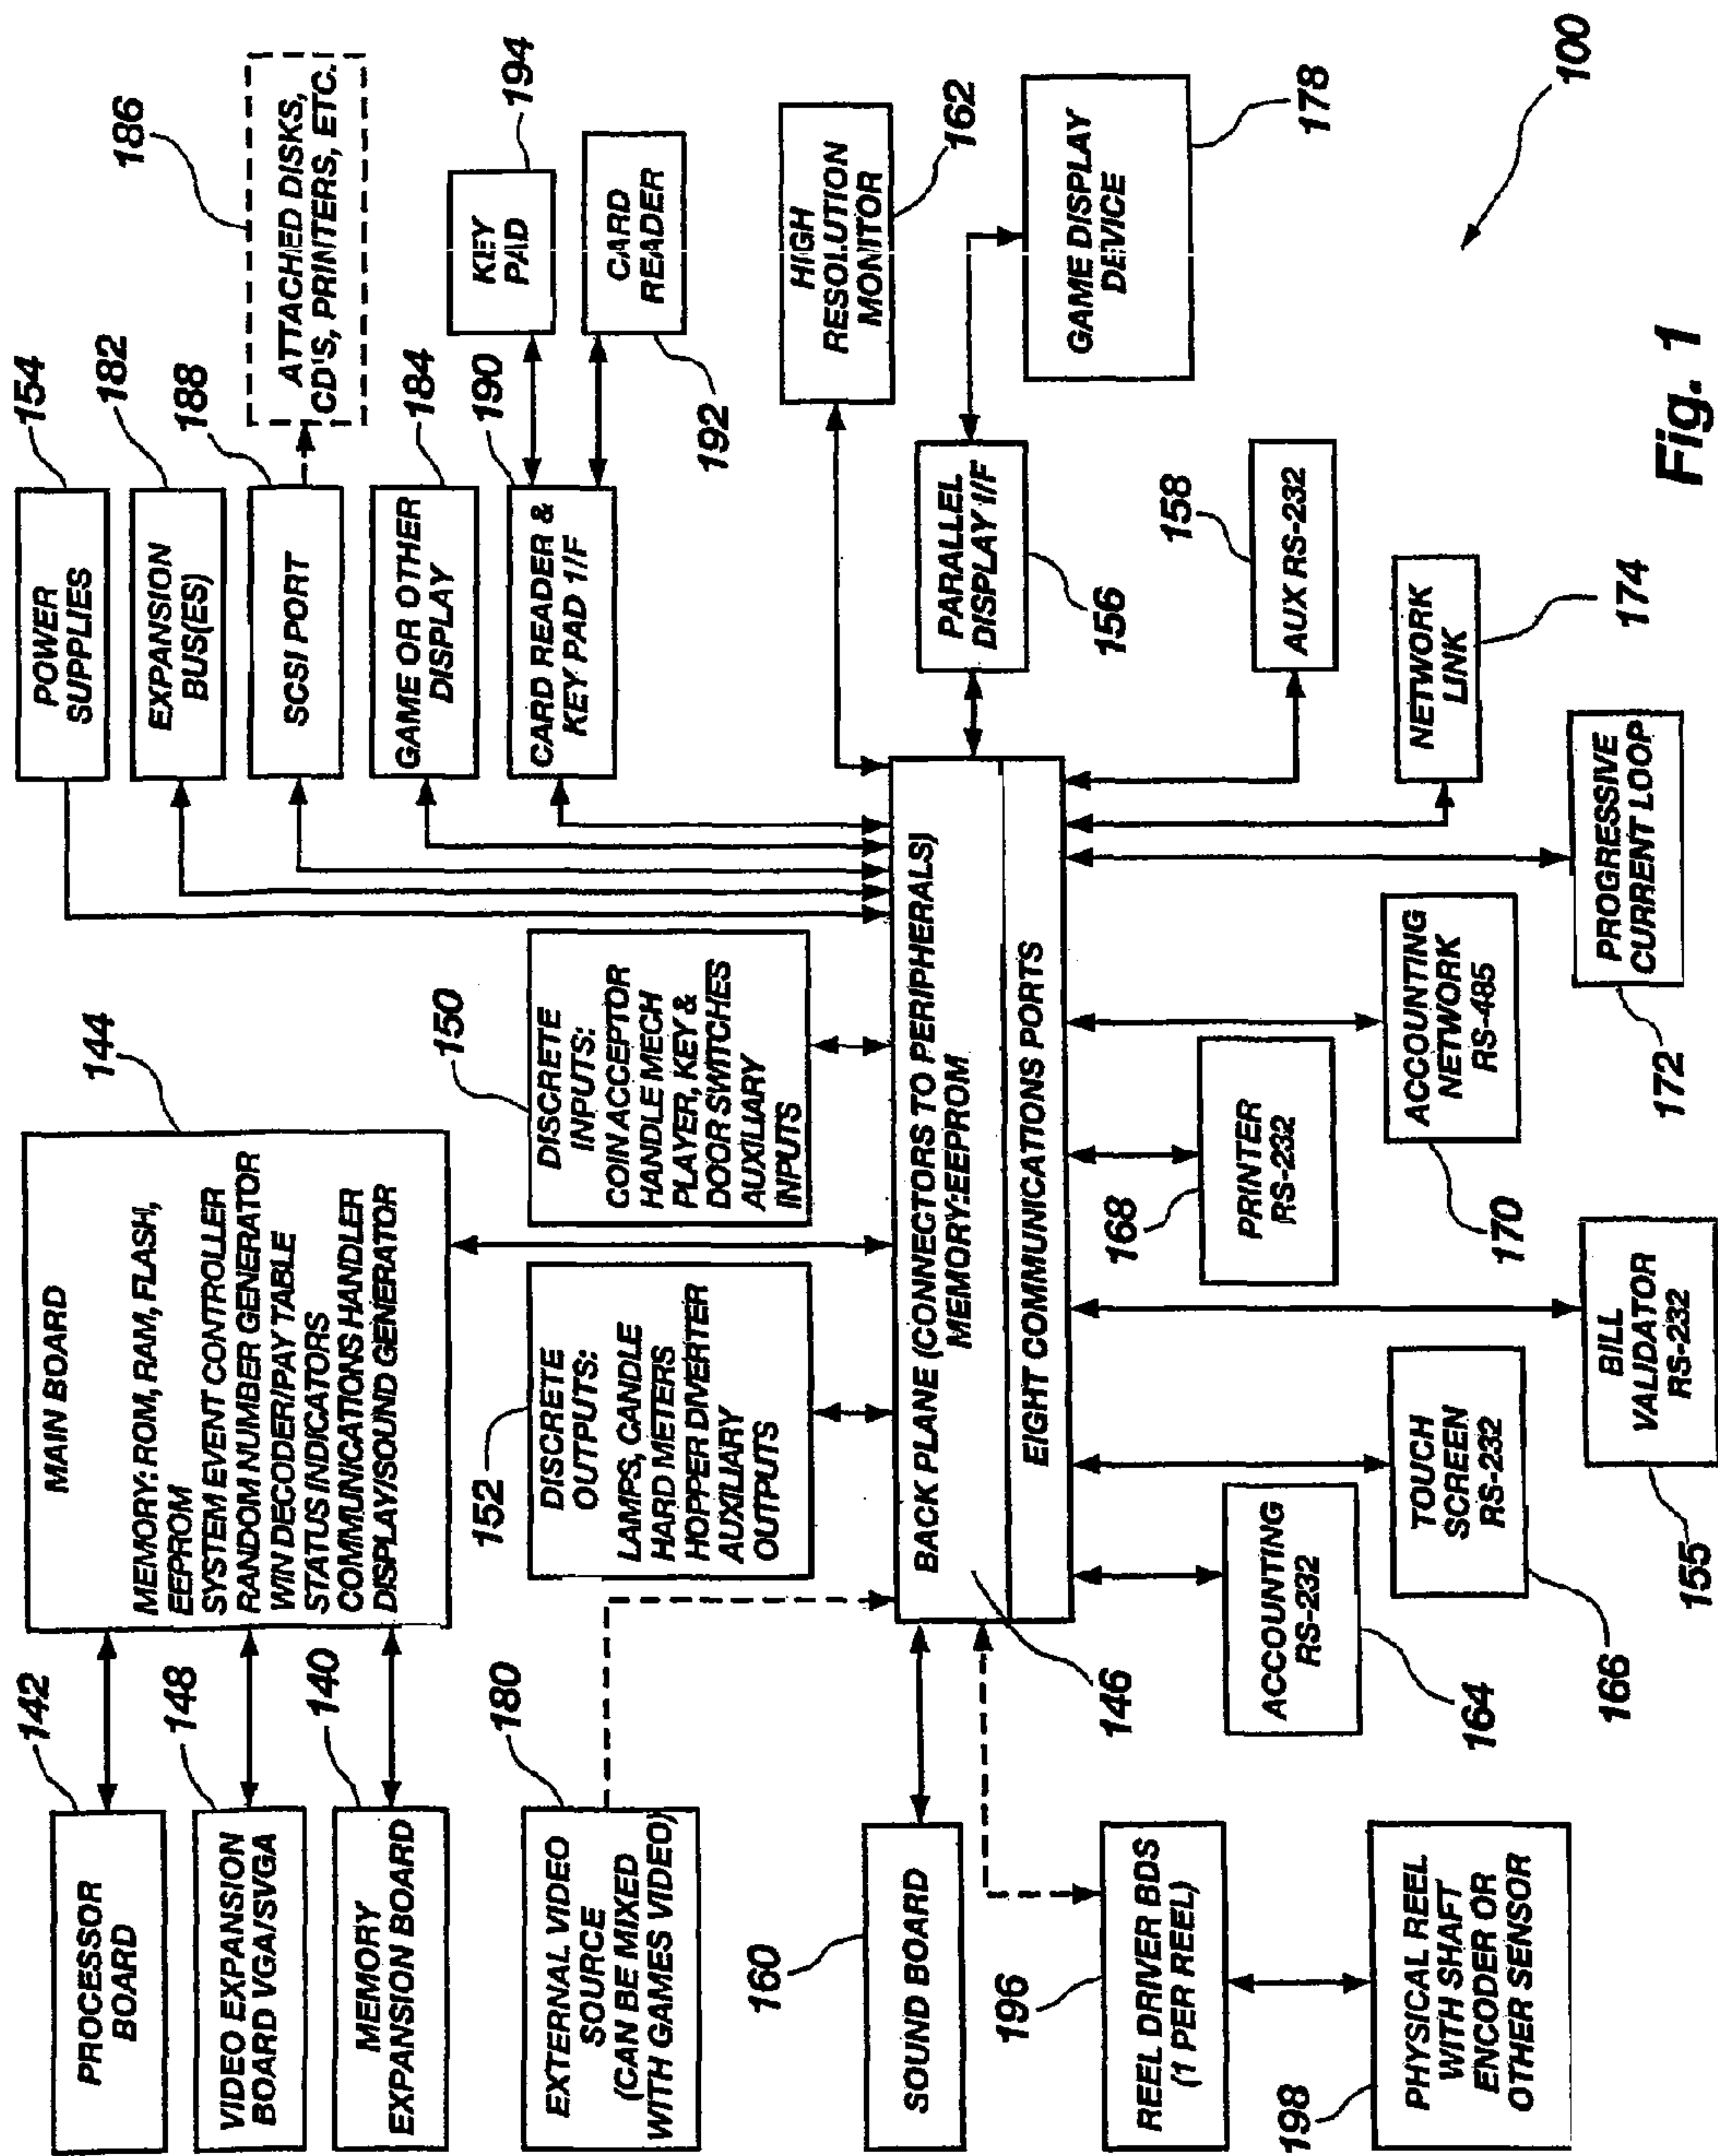 142
PROCESSOR
BOARD
148
VIDEO EXPANSION
BOARD VGA/SVGA
140
MEMORY
EXPANSION BOARD
144
MAIN BOARD
MEMORY: ROM, RAM, FLASH,
EEPROM
SYSTEM EVENT CONTROLLER
RANDOM NUMBER GENERATOR
WIN DECODER/PAY TABLE
STATUS INDICATORS
COMMUNICATIONS HANDLER
DISPLAY/SOUND GENERATOR
154
POWER
SUPPLIES
182
EXPANSION
BUS(ES)
188
SCSI PORT
186
ATTACHED DISKS,
CD'S, PRINTERS, ETC.
184
GAME OR OTHER
DISPLAY
190
CARD READER &
KEY PAD 1/F
194
KEY
PAD
192
CARD
READER
180
EXTERNAL VIDEO
SOURCE
(CAN BE MIXED
WITH GAMES VIDEO)
152
DISCRETE
OUTPUTS:
LAMPS, CANDLE
HARD METERS
HOPPER DIVERTER
AUXILIARY
OUTPUTS
150
DISCRETE
INPUTS:
COIN ACCEPTOR
HANDLE MECH
PLAYER, KEY &
DOOR SWITCHES
AUXILIARY
INPUTS
162
HIGH
RESOLUTION
MONITOR
160
SOUND BOARD
146
BACK PLANE (CONNECTORS TO PERIPHERALS)
MEMORY:EEPROM
EIGHT COMMUNICATIONS PORTS
156
PARALLEL
DISPLAY 1/F
178
GAME DISPLAY
DEVICE
196
REEL DRIVER BDS
(1 PER REEL)
198
PHYSICAL REEL
WITH SHAFT
ENCODER OR
OTHER SENSOR
164
ACCOUNTING
RS-232
166
TOUCH
SCREEN
RS-232
155
BILL
VALIDATOR
RS-232
168
PRINTER
RS-232
170
ACCOUNTING
NETWORK
RS-485
172
PROGRESSIVE
CURRENT LOOP
174
NETWORK
LINK
158
AUX RS-232
100
Fig. 1